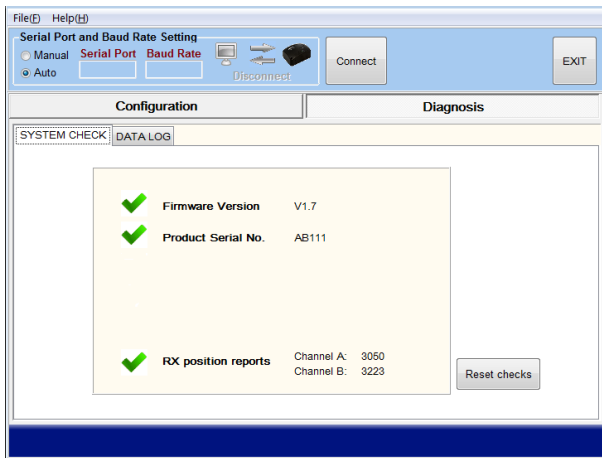 File(F) Help(H)
Serial Port and Baud Rate Setting
Manual Serial Port Baud Rate
Auto
Disconnect
Connect
EXIT
Configuration
Diagnosis
SYSTEM CHECK DATA LOG
Firmware Version V1.7
Product Serial No. AB111
RX position reports Channel A: 3050
Channel B: 3223
Reset checks